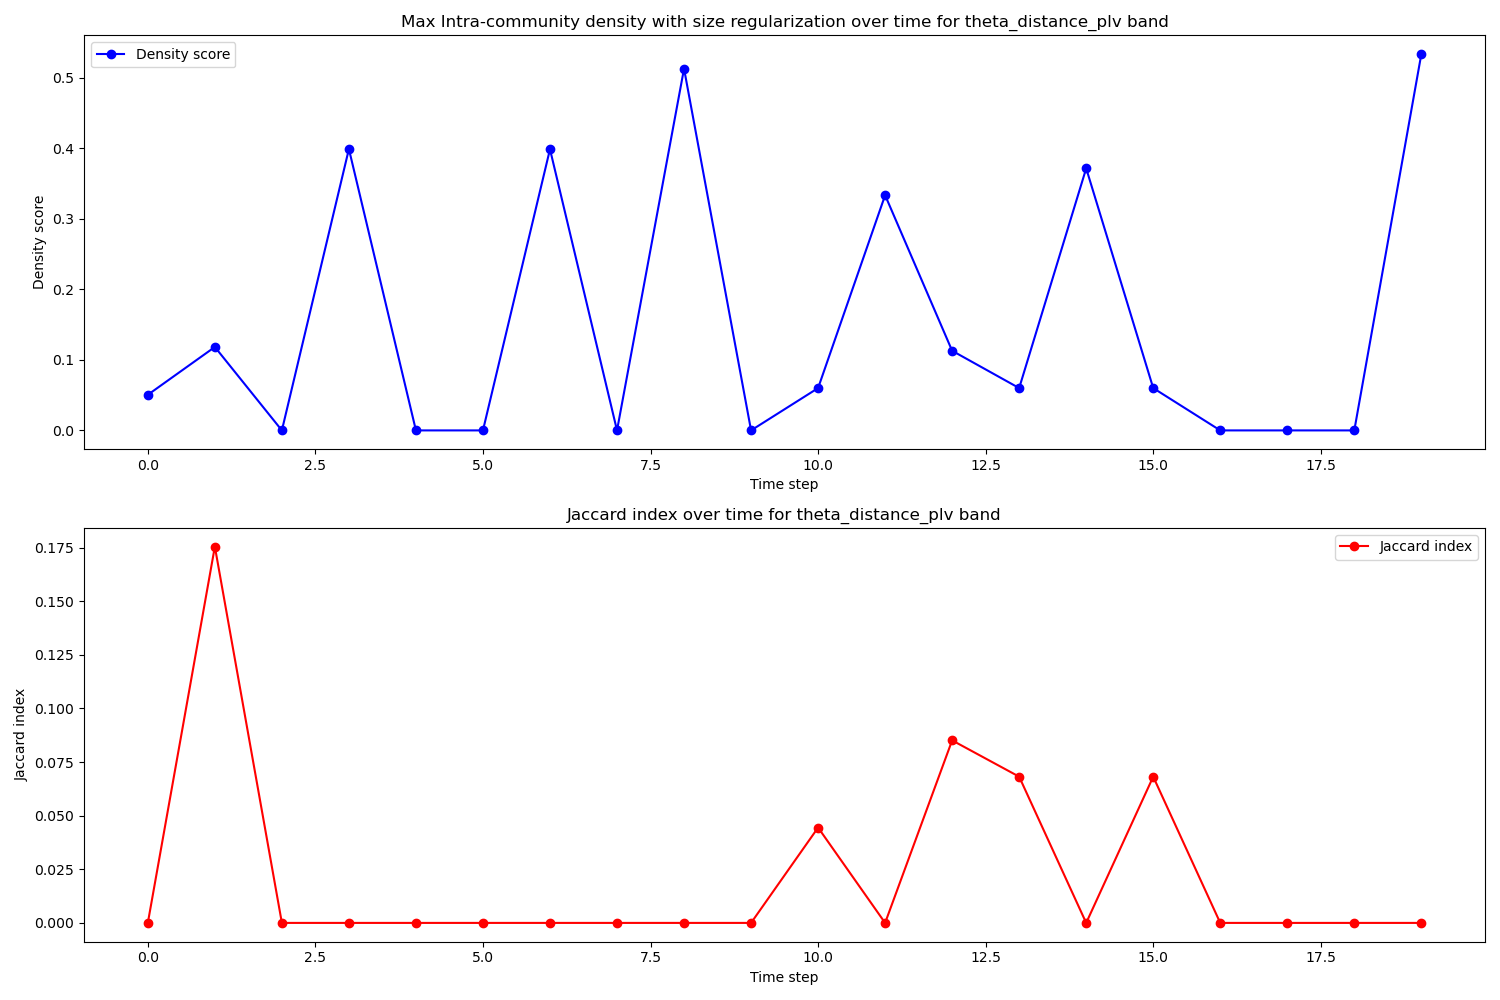 Max Intra-community density with size regularization over time for theta_distance_plv band
Density score
Density score
0.5
0.4
0.3
0.2
0.1
0.0
0.0 2.5 5.0 7.5 10.0 12.5 15.0 17.5
Time step
Jaccard index over time for theta_distance_plv band
Jaccard index
Jaccard index
0.175
0.150
0.125
0.100
0.075
0.050
0.025
0.000
0.0 2.5 5.0 7.5 10.0 12.5 15.0 17.5
Time step